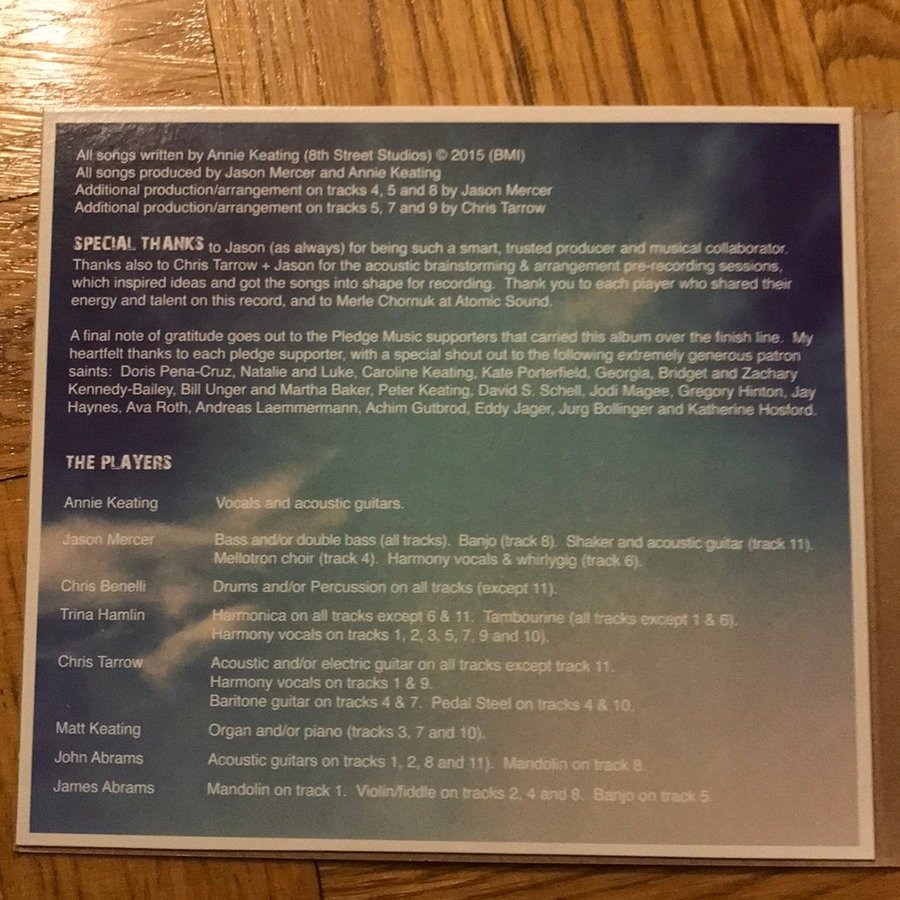 All songs written by Annie Keating (8th Street Studios) © 2015 (BMI)
All songs produced by Jason Mercer and Annie Keating
Additional production/arrangement on tracks 4, 5 and 8 by Jason Mercer
Additional production/arrangement on tracks 5, 7 and 9 by Chris Tarrow
SPECIAL THANKS to Jason (as always) for being such a smart, trusted producer and musical collaborator.
Thanks also to Chris Tarrow + Jason for the acoustic brainstorming & arrangement pre-recording sessions,
which inspired ideas and got the songs into shape for recording. Thank you to each player who shared their
energy and talent on this record, and to Merle Chornuk at Atomic Sound.
A final note of gratitude goes out to the Pledge Music supporters that carried this album over the finish line. My
heartfelt thanks to each pledge supporter, with a special shout out to the following extremely generous patron
saints: Doris Pena-Cruz, Natalie and Luke, Caroline Keating, Kate Porterfield, Georgia, Bridget and Zachary
Kennedy-Bailey, Bill Unger and Martha Baker, Peter Keating, David S. Schell, Jodi Magee, Gregory Hinton, Jay
Haynes, Ava Roth, Andreas Laemmermann, Achim Gutbrod, Eddy Jager, Jurg Bollinger and Katherine Hosford.
THE PLAYERS
Annie Keating Vocals and acoustic guitars.
Jason Mercer Bass and/or double bass (all tracks). Banjo (track 8). Shaker and acoustic guitar (track 11).
Mellotron choir (track 4). Harmony vocals & whirlygig (track 6).
Chris Benelli Drums and/or Percussion on all tracks (except 11).
Trina Hamlin Harmonica on all tracks except 6 & 11. Tambourine (all tracks except 1 & 6).
Harmony vocals on tracks 1, 2, 3, 5, 7, 9 and 10).
Chris Tarrow Acoustic and/or electric guitar on all tracks except track 11.
Harmony vocals on tracks 1 & 9.
Baritone guitar on tracks 4 & 7. Pedal Steel on tracks 4 & 10.
Matt Keating Organ and/or piano (tracks 3, 7 and 10).
John Abrams Acoustic guitars on tracks 1, 2, 8 and 11). Mandolin on track 8.
James Abrams Mandolin on track 1. Violin/fiddle on tracks 2, 4 and 8. Banjo on track 5.